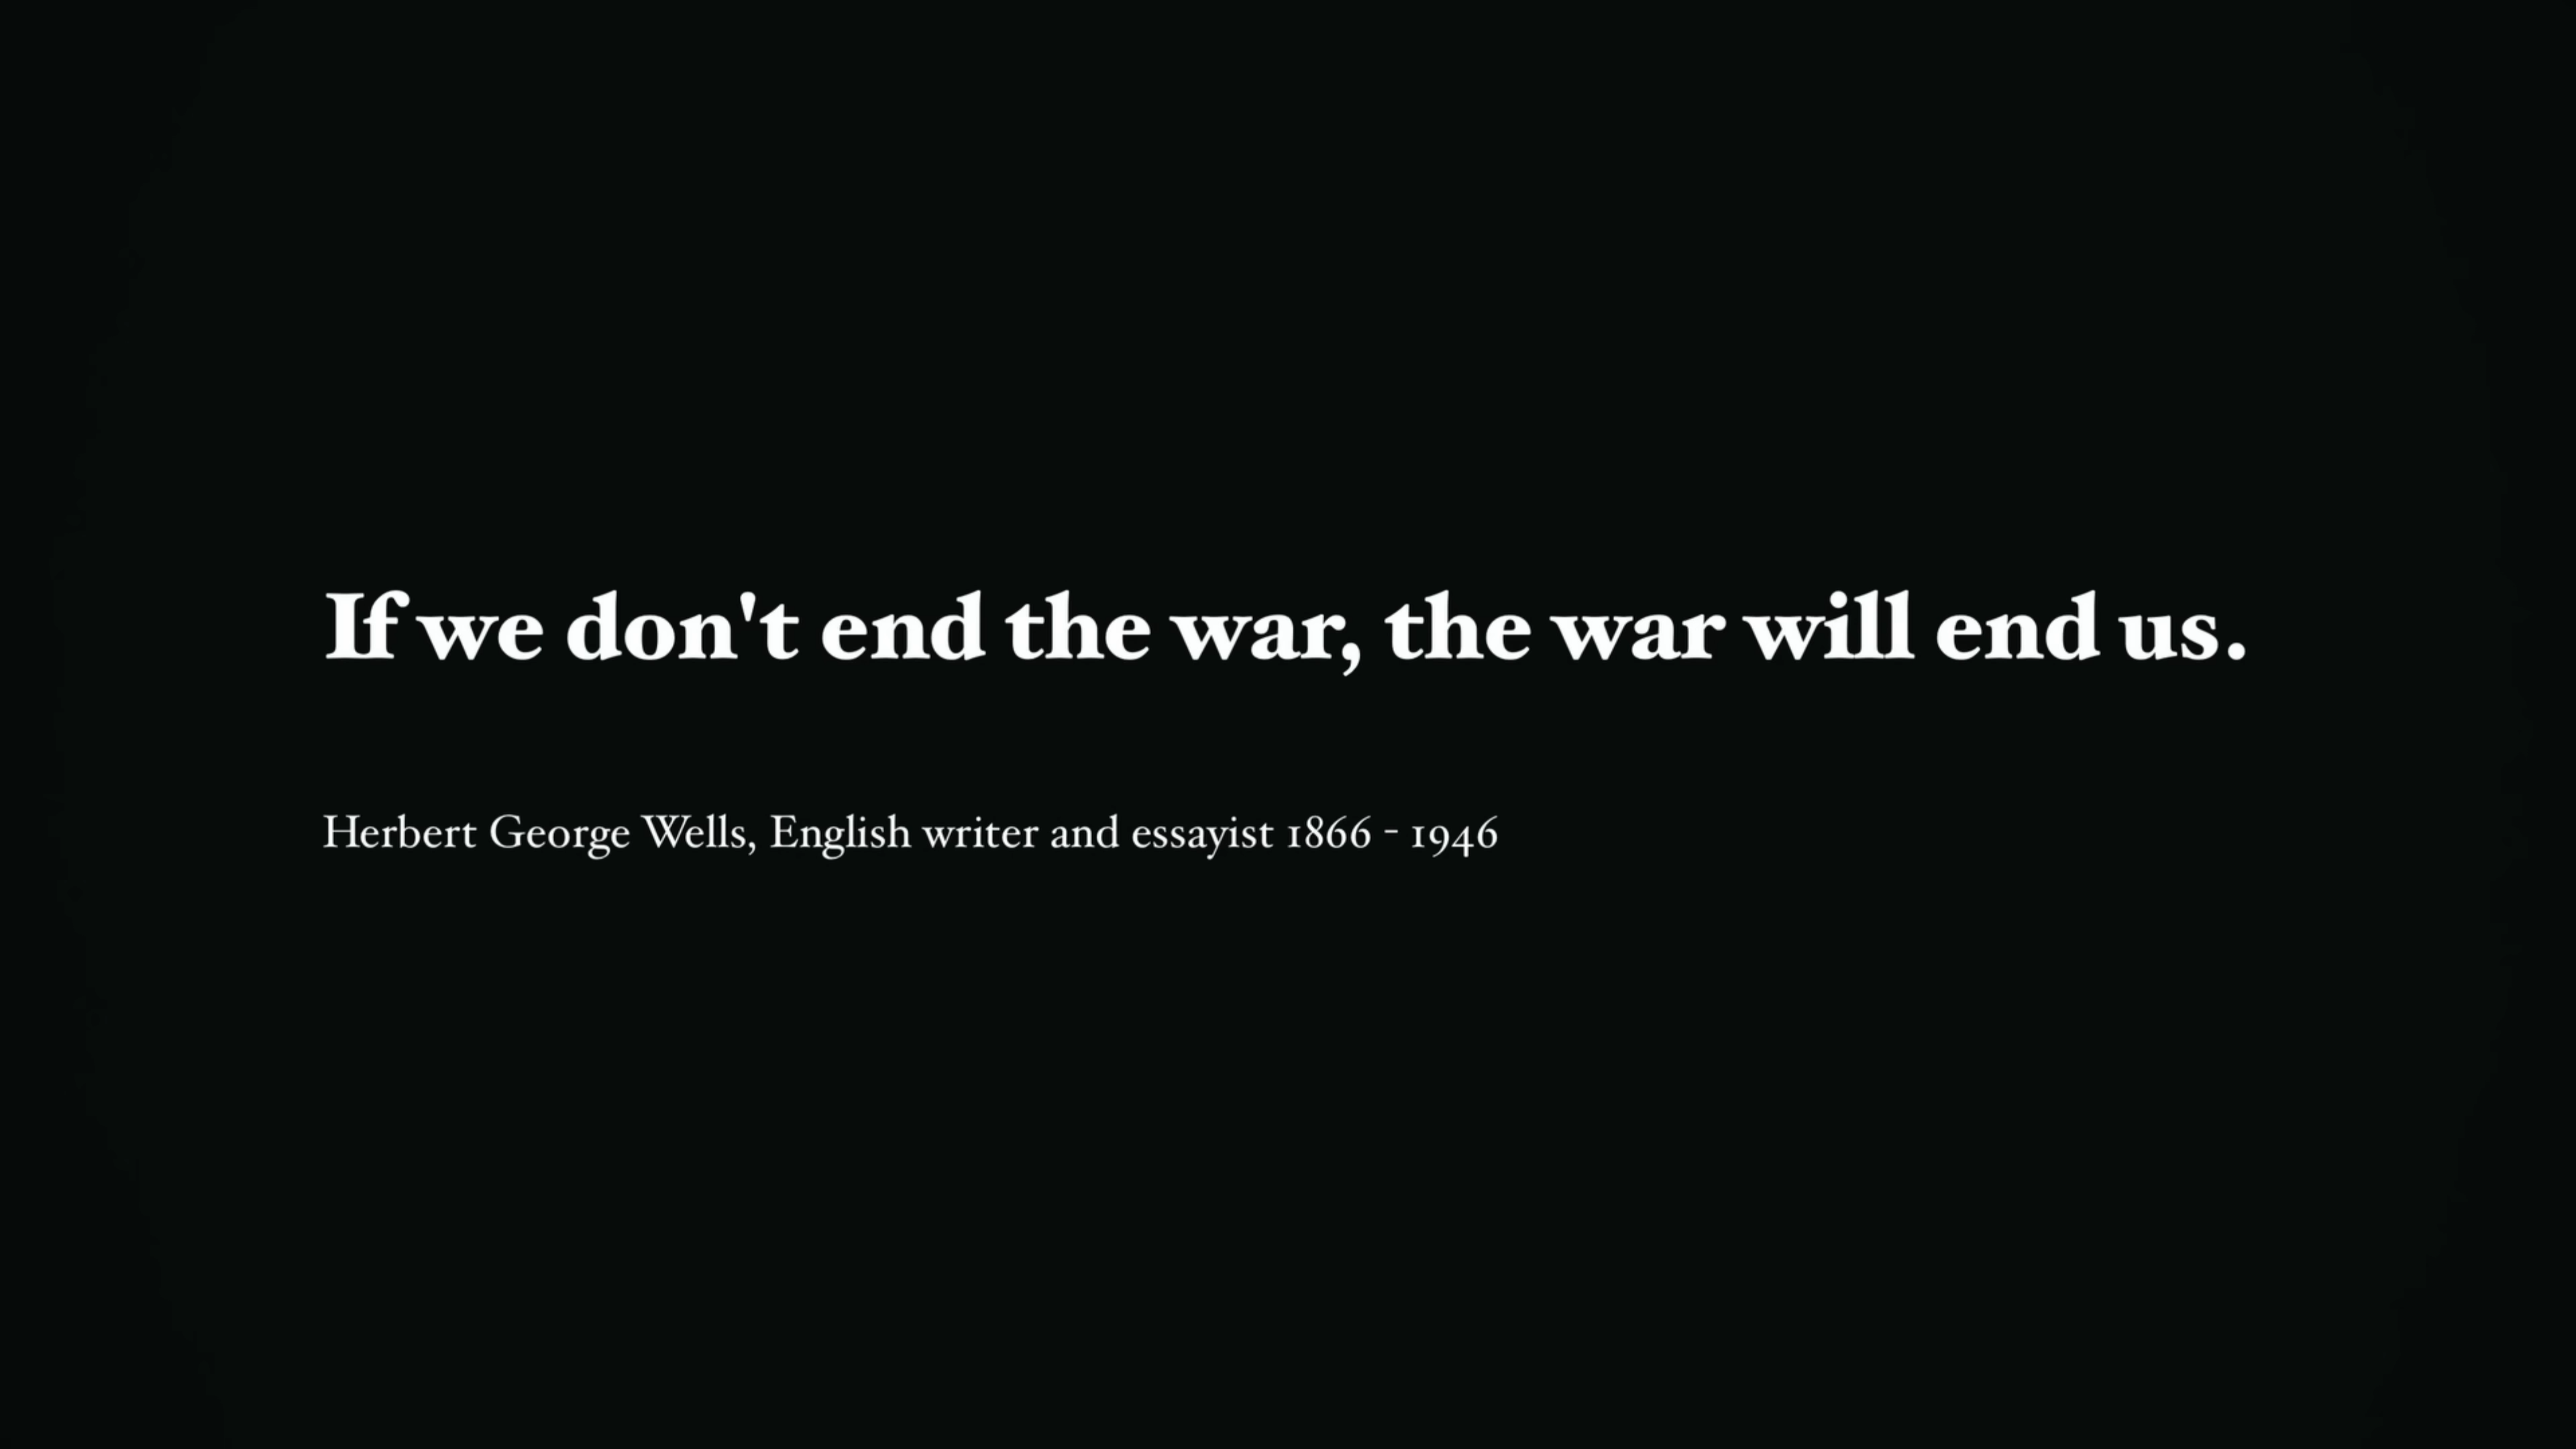 If we don't end the war, the war will end us.
Herbert George Wells, English writer and essayist 1866 - 1946